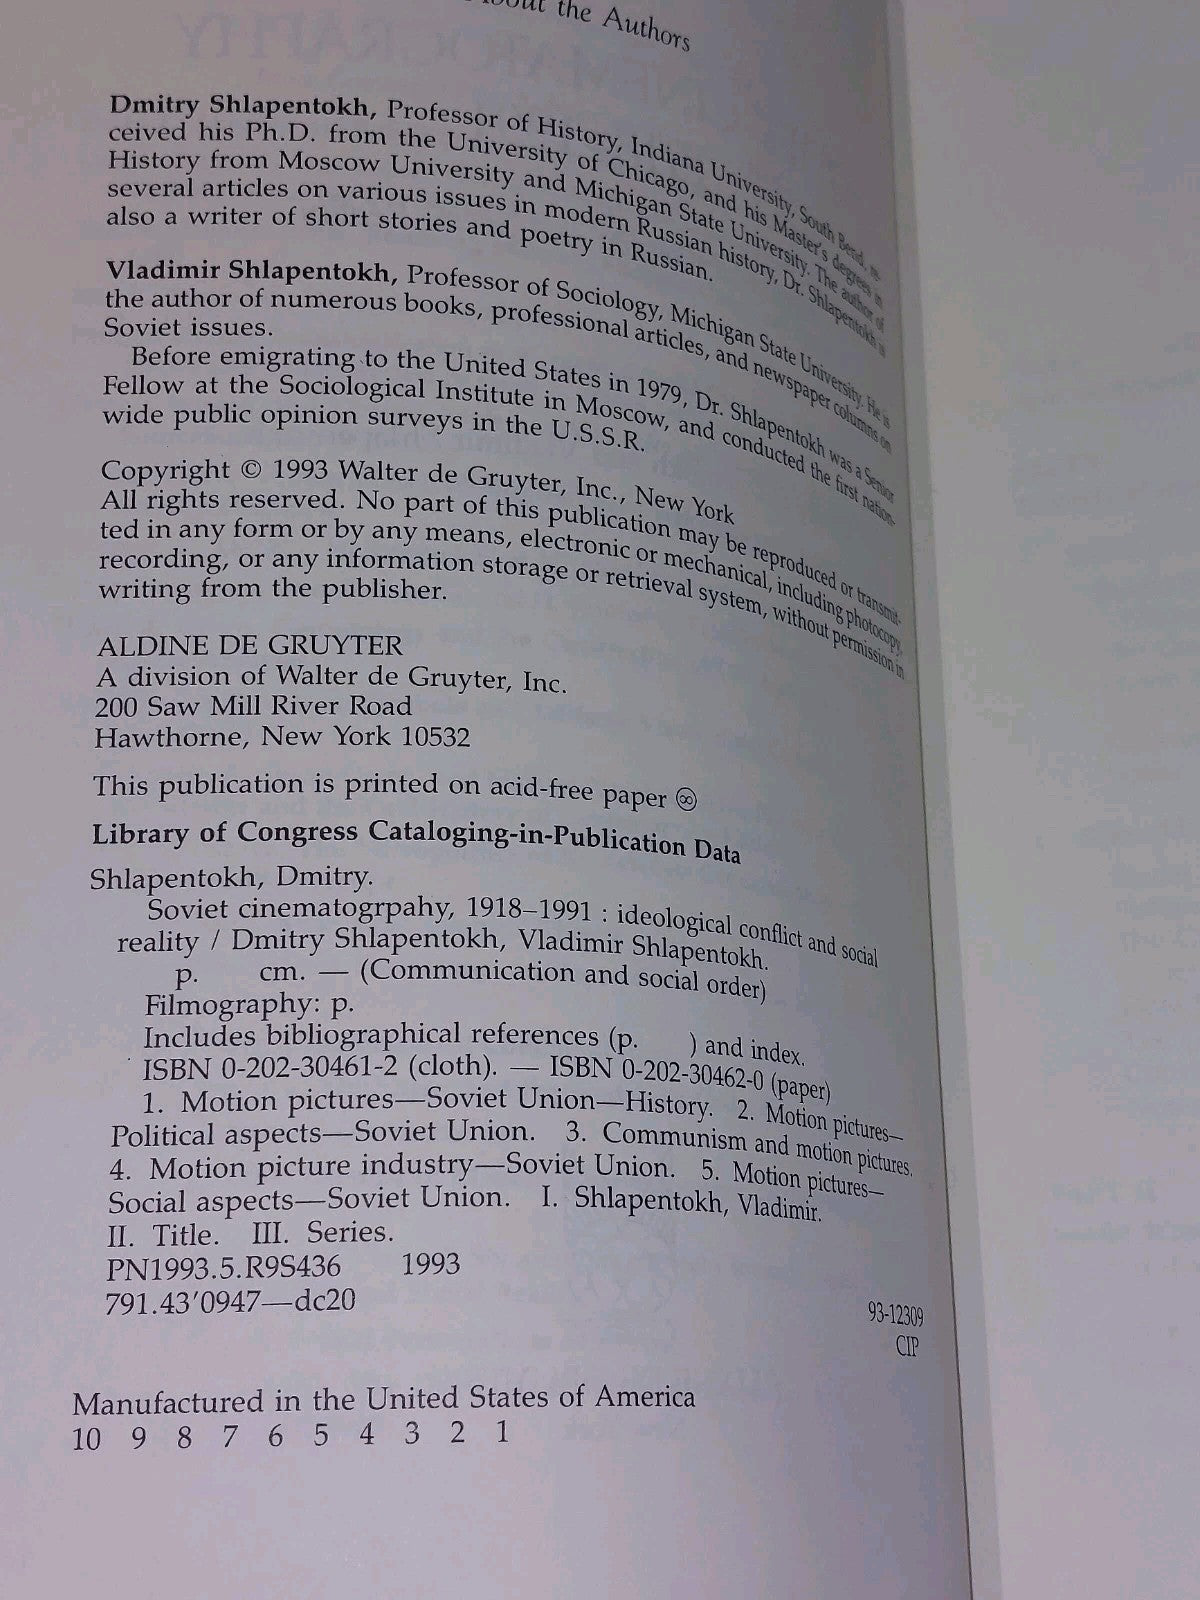 About the Authors
Dmitry Shlapentokh, Professor of History, Indiana University, South Bend, re-
ceived his Ph.D. from the University of Chicago, and his Master's degrees in
History from Moscow University and Michigan State University. The author of
several articles on various issues in modern Russian history, Dr. Shlapentokh is
also a writer of short stories and poetry in Russian.
Vladimir Shlapentokh, Professor of Sociology, Michigan State University. He is
the author of numerous books, professional articles, and newspaper columns on
Soviet issues.
Before emigrating to the United States in 1979, Dr. Shlapentokh was a Senior
Fellow at the Sociological Institute in Moscow, and conducted the first nation-
wide public opinion surveys in the U.S.S.R.
Copyright © 1993 Walter de Gruyter, Inc., New York
All rights reserved. No part of this publication may be reproduced or transmit-
ted in any form or by any means, electronic or mechanical, including photocopy,
recording, or any information storage or retrieval system, without permission in
writing from the publisher.
ALDINE DE GRUYTER
A division of Walter de Gruyter, Inc.
200 Saw Mill River Road
Hawthorne, New York 10532
This publication is printed on acid-free paper ♾
Library of Congress Cataloging-in-Publication Data
Shlapentokh, Dmitry.
Soviet cinematogrpahy, 1918–1991 : ideological conflict and social
reality / Dmitry Shlapentokh, Vladimir Shlapentokh.
p. cm. — (Communication and social order)
Filmography: p.
Includes bibliographical references (p. ) and index.
ISBN 0-202-30461-2 (cloth). — ISBN 0-202-30462-0 (paper)
1. Motion pictures—Soviet Union—History. 2. Motion pictures—
Political aspects—Soviet Union. 3. Communism and motion pictures.
4. Motion picture industry—Soviet Union. 5. Motion pictures—
Social aspects—Soviet Union. I. Shlapentokh, Vladimir.
II. Title. III. Series.
PN1993.5.R9S436 1993
791.43'0947—dc20
93-12309
CIP
Manufactured in the United States of America
10 9 8 7 6 5 4 3 2 1